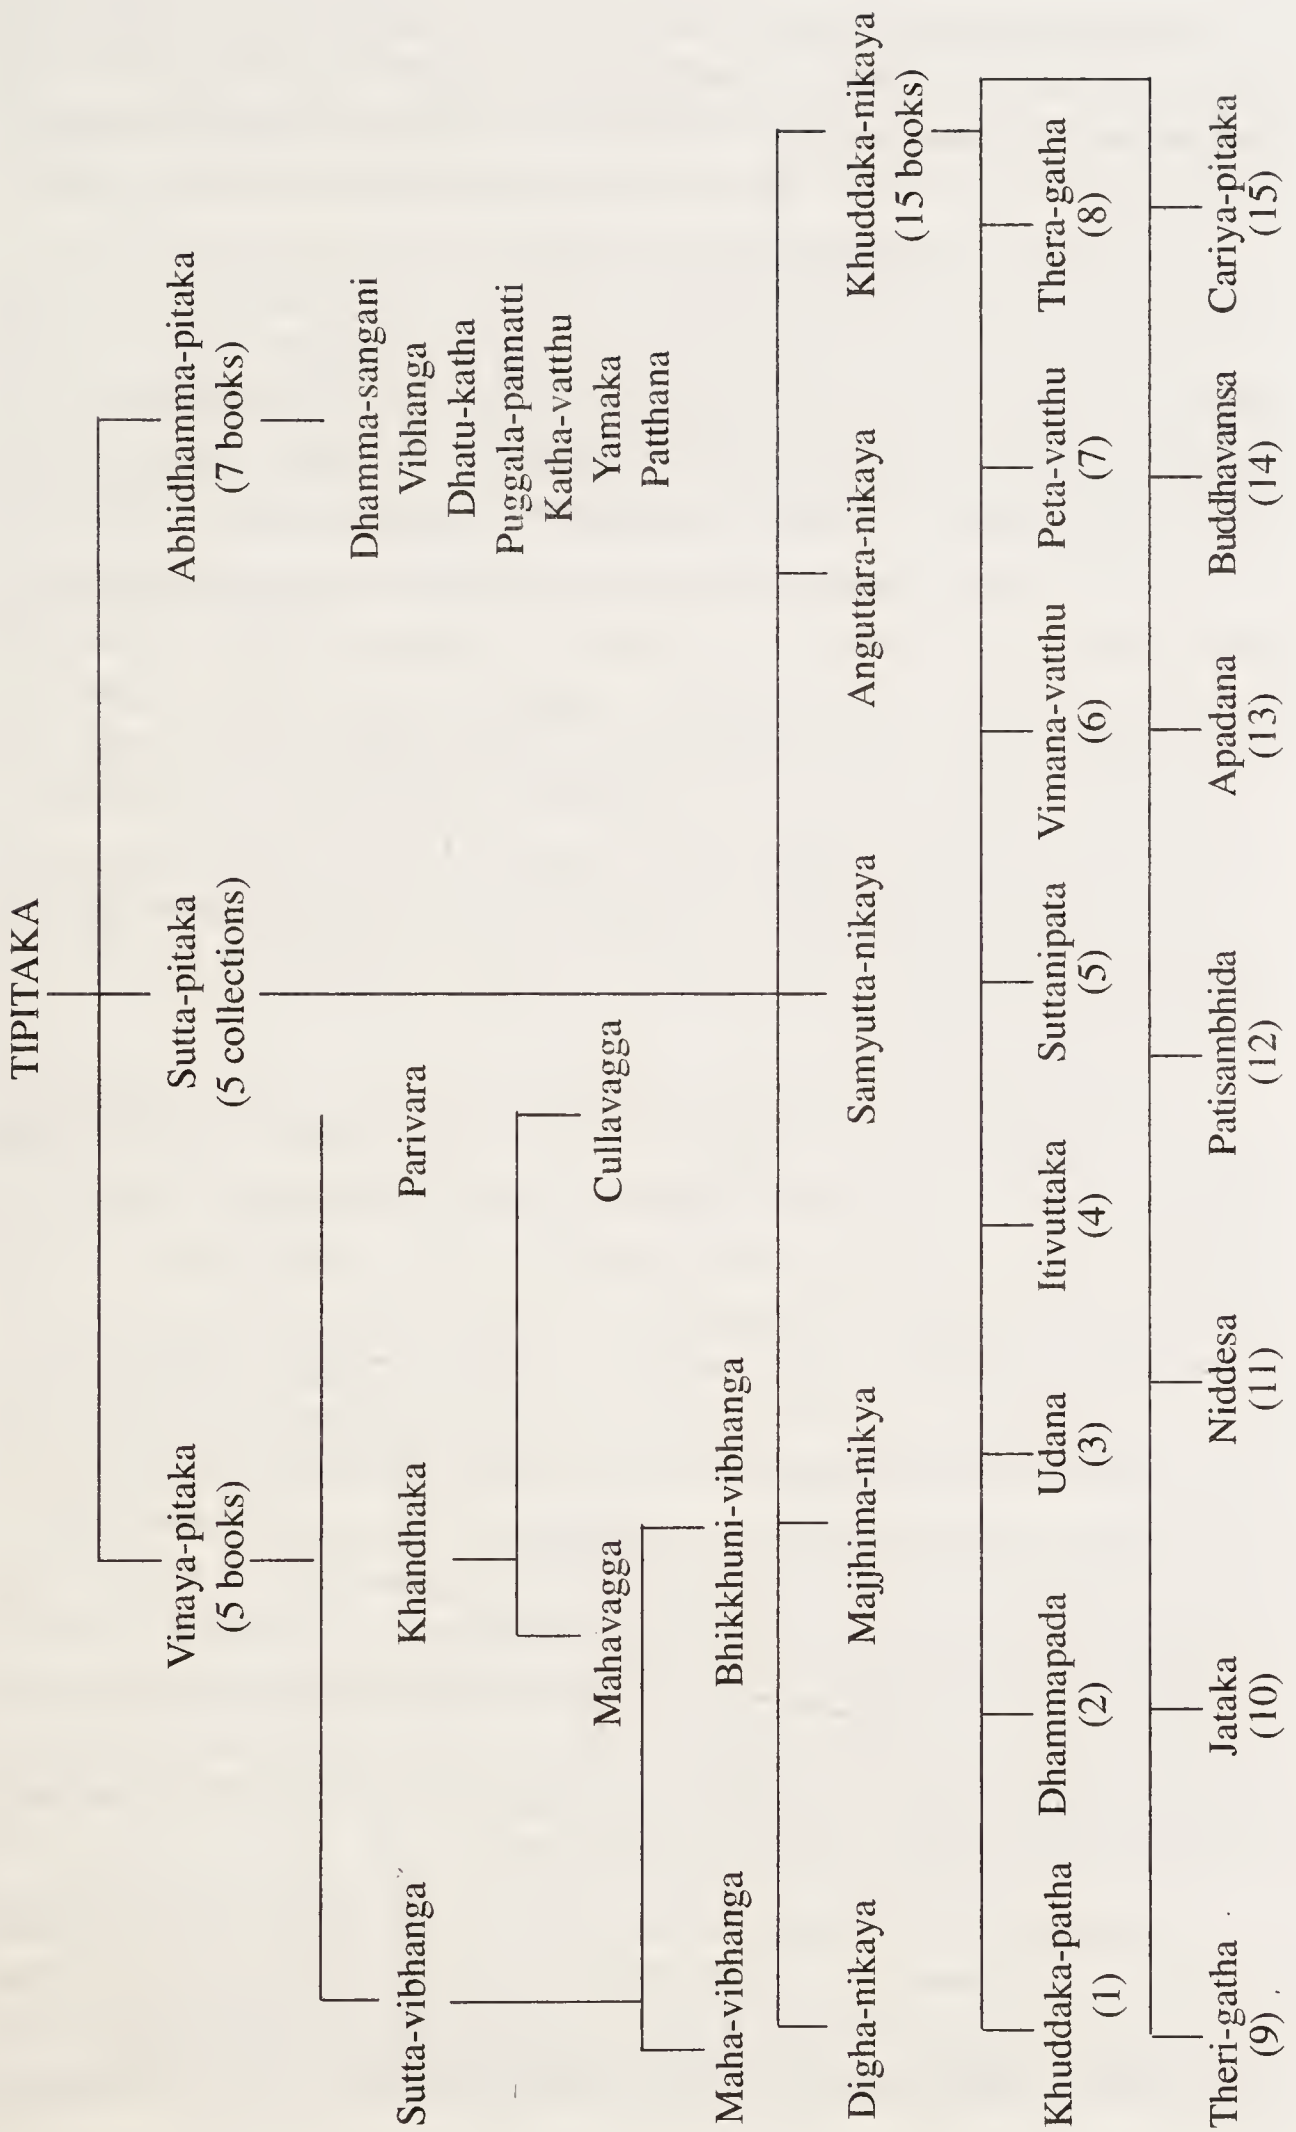 TIPITAKA
Vinaya-pitaka
(5 books)
Sutta-pitaka
(5 collections)
Abhidhamma-pitaka
(7 books)
Dhamma-sangani
Vibhanga
Dhatu-katha
Puggala-pannatti
Katha-vatthu
Yamaka
Patthana
Sutta-vibhanga
Khandhaka
Parivara
Mahavagga
Cullavagga
Maha-vibhanga
Bhikkhuni-vibhanga
Digha-nikaya
Majjhima-nikya
Samyutta-nikaya
Anguttara-nikaya
Khuddaka-nikaya
(15 books)
Khuddaka-patha
(1)
Dhammapada
(2)
Udana
(3)
Itivuttaka
(4)
Suttanipata
(5)
Vimana-vatthu
(6)
Peta-vatthu
(7)
Thera-gatha
(8)
Theri-gatha
(9)
Jataka
(10)
Niddesa
(11)
Patisambhida
(12)
Apadana
(13)
Buddhavamsa
(14)
Cariya-pitaka
(15)